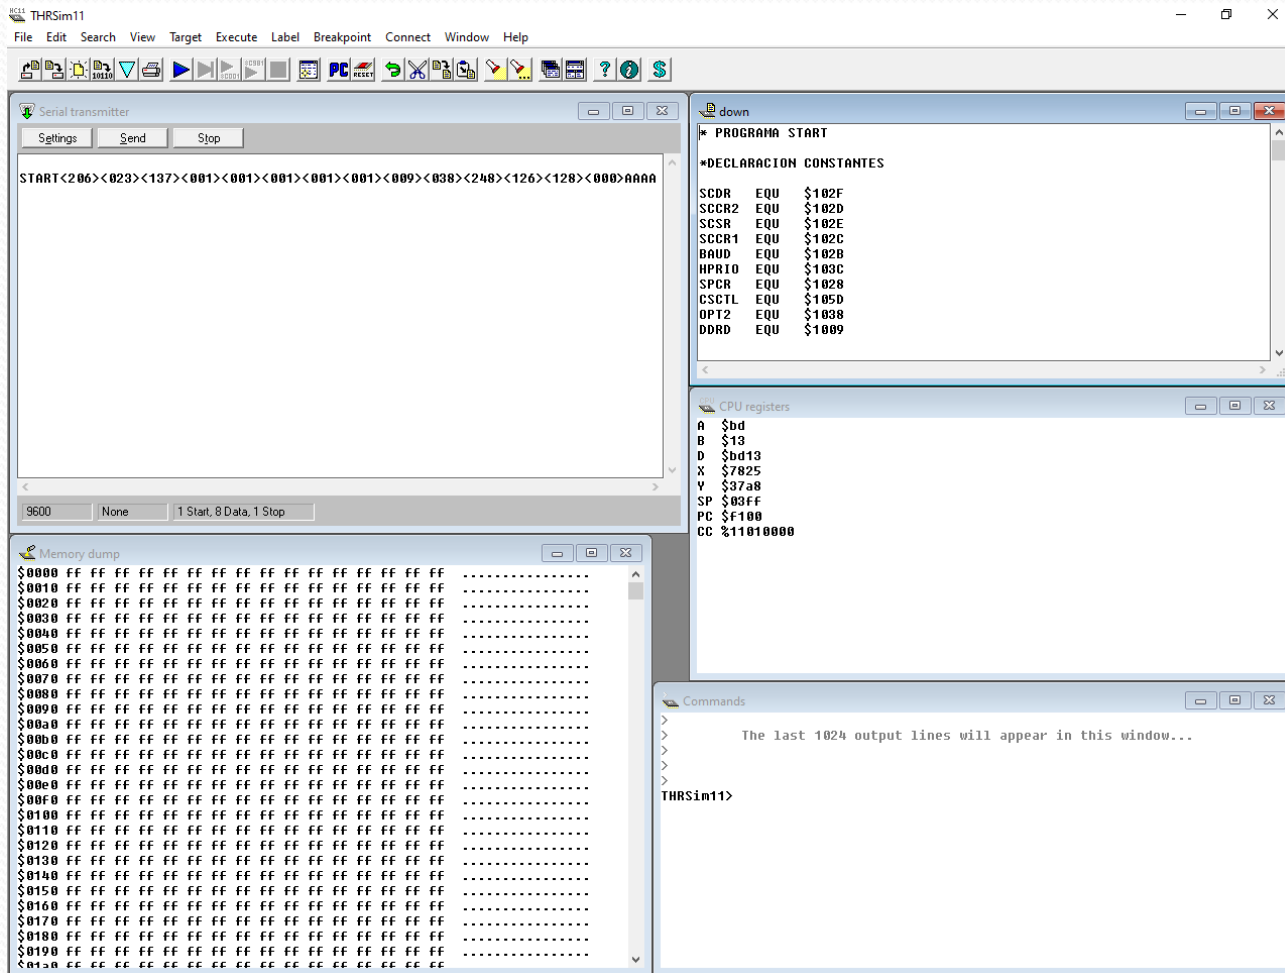 THRSim11
File Edit Search View Target Execute Label Breakpoint Connect Window Help
Serial transmitter
Settings Send Stop
START<206><023><137><001><001><001><001><001><009><038><248><126><128><000>AAAA
9600 None 1 Start, 8 Data, 1 Stop
down
* PROGRAMA START
*DECLARACION CONSTANTES
SCDR EQU $102F
SCCR2 EQU $102D
SCSR EQU $102E
SCCR1 EQU $102C
BAUD EQU $102B
HPRIO EQU $103C
SPCR EQU $1028
CSCTL EQU $105D
OPT2 EQU $1038
DDRD EQU $1009
CPU registers
A $bd
B $13
D $bd13
X $7825
Y $37a8
SP $03ff
PC $f100
CC %11010000
Memory dump
$0000 ff ff ff ff ff ff ff ff ff ff ff ff ff ff ff ff ................
$0010 ff ff ff ff ff ff ff ff ff ff ff ff ff ff ff ff ................
$0020 ff ff ff ff ff ff ff ff ff ff ff ff ff ff ff ff ................
$0030 ff ff ff ff ff ff ff ff ff ff ff ff ff ff ff ff ................
$0040 ff ff ff ff ff ff ff ff ff ff ff ff ff ff ff ff ................
$0050 ff ff ff ff ff ff ff ff ff ff ff ff ff ff ff ff ................
$0060 ff ff ff ff ff ff ff ff ff ff ff ff ff ff ff ff ................
$0070 ff ff ff ff ff ff ff ff ff ff ff ff ff ff ff ff ................
$0080 ff ff ff ff ff ff ff ff ff ff ff ff ff ff ff ff ................
$0090 ff ff ff ff ff ff ff ff ff ff ff ff ff ff ff ff ................
$00a0 ff ff ff ff ff ff ff ff ff ff ff ff ff ff ff ff ................
$00b0 ff ff ff ff ff ff ff ff ff ff ff ff ff ff ff ff ................
$00c0 ff ff ff ff ff ff ff ff ff ff ff ff ff ff ff ff ................
$00d0 ff ff ff ff ff ff ff ff ff ff ff ff ff ff ff ff ................
$00e0 ff ff ff ff ff ff ff ff ff ff ff ff ff ff ff ff ................
$00f0 ff ff ff ff ff ff ff ff ff ff ff ff ff ff ff ff ................
$0100 ff ff ff ff ff ff ff ff ff ff ff ff ff ff ff ff ................
$0110 ff ff ff ff ff ff ff ff ff ff ff ff ff ff ff ff ................
$0120 ff ff ff ff ff ff ff ff ff ff ff ff ff ff ff ff ................
$0130 ff ff ff ff ff ff ff ff ff ff ff ff ff ff ff ff ................
$0140 ff ff ff ff ff ff ff ff ff ff ff ff ff ff ff ff ................
$0150 ff ff ff ff ff ff ff ff ff ff ff ff ff ff ff ff ................
$0160 ff ff ff ff ff ff ff ff ff ff ff ff ff ff ff ff ................
$0170 ff ff ff ff ff ff ff ff ff ff ff ff ff ff ff ff ................
$0180 ff ff ff ff ff ff ff ff ff ff ff ff ff ff ff ff ................
$0190 ff ff ff ff ff ff ff ff ff ff ff ff ff ff ff ff ................
$01a0 ff ff ff ff ff ff ff ff ff ff ff ff ff ff ff ff
Commands
>
> The last 1024 output lines will appear in this window...
>
>
>
THRSim11>